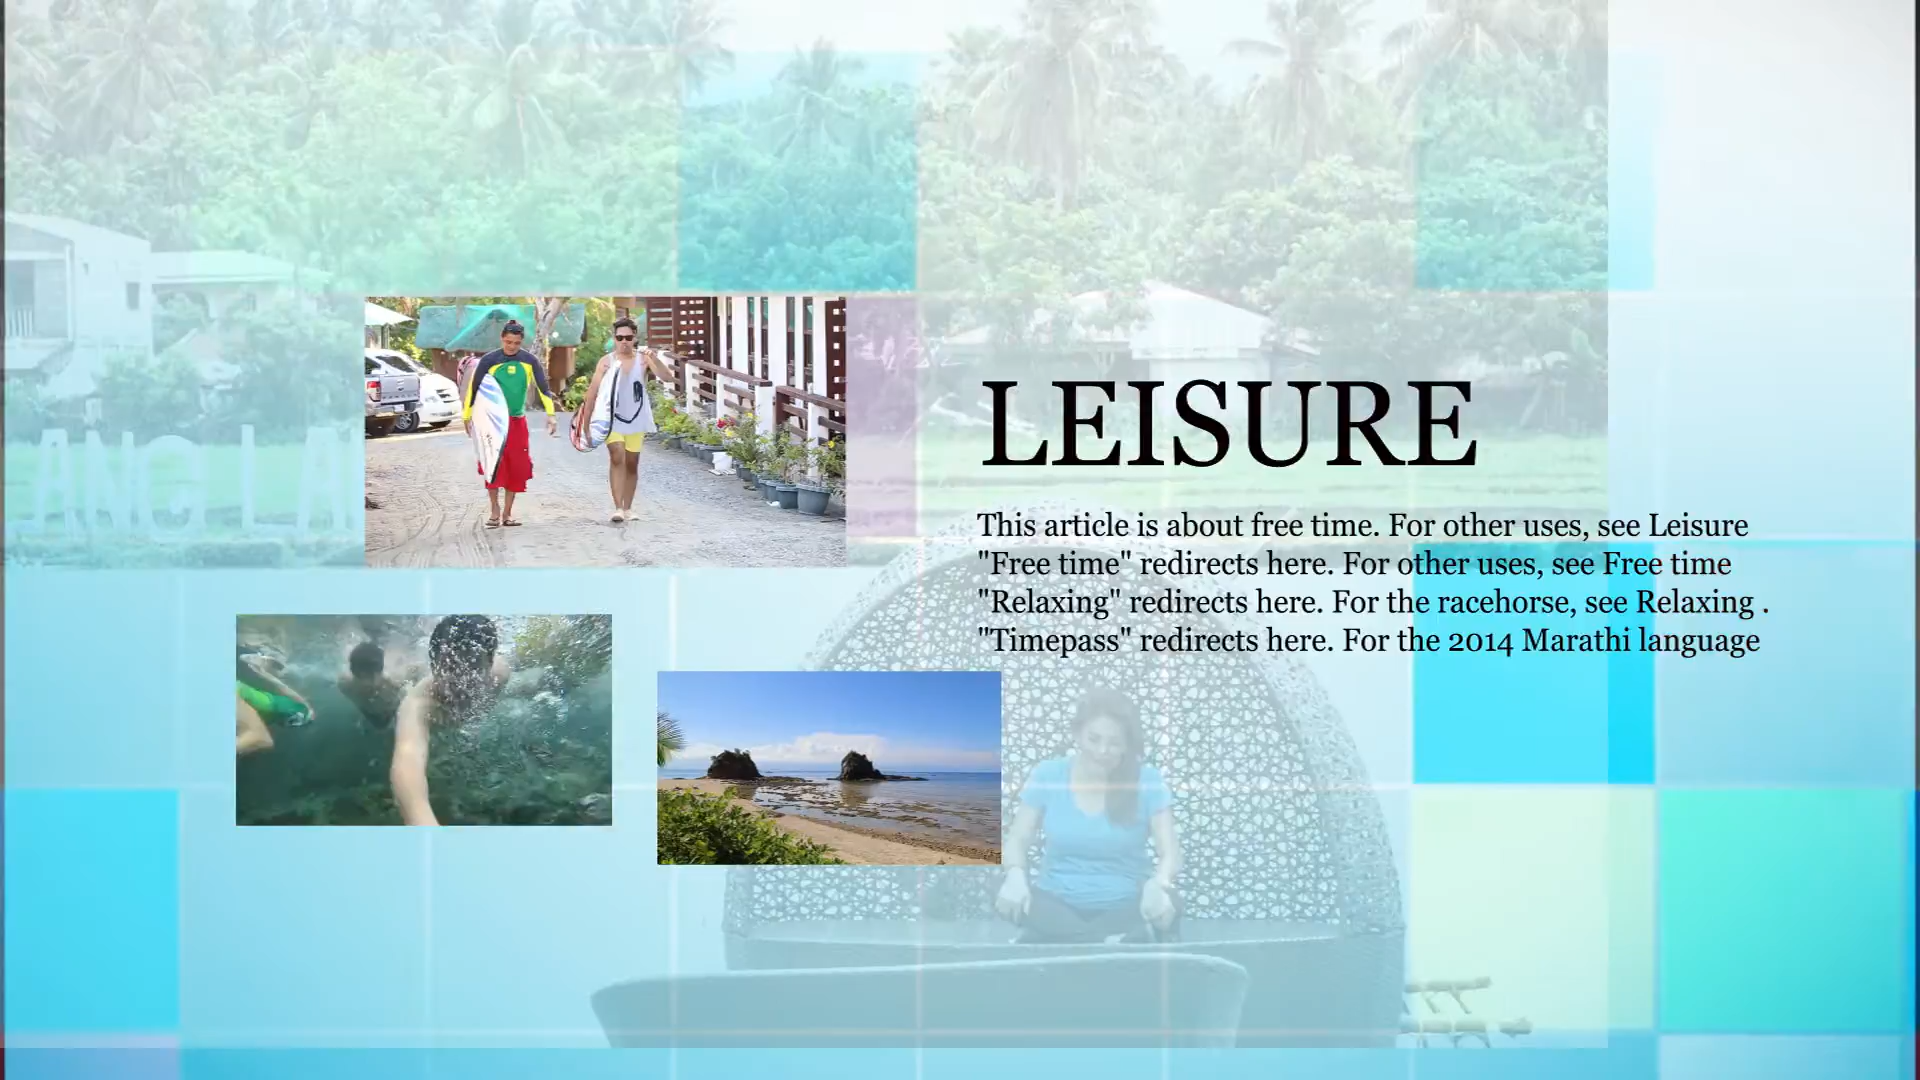 LEISURE
This article is about free time. For other uses, see Leisure
"Free time" redirects here. For other uses, see Free time
"Relaxing" redirects here. For the racehorse, see Relaxing .
"Timepass" redirects here. For the 2014 Marathi language
ANG LA